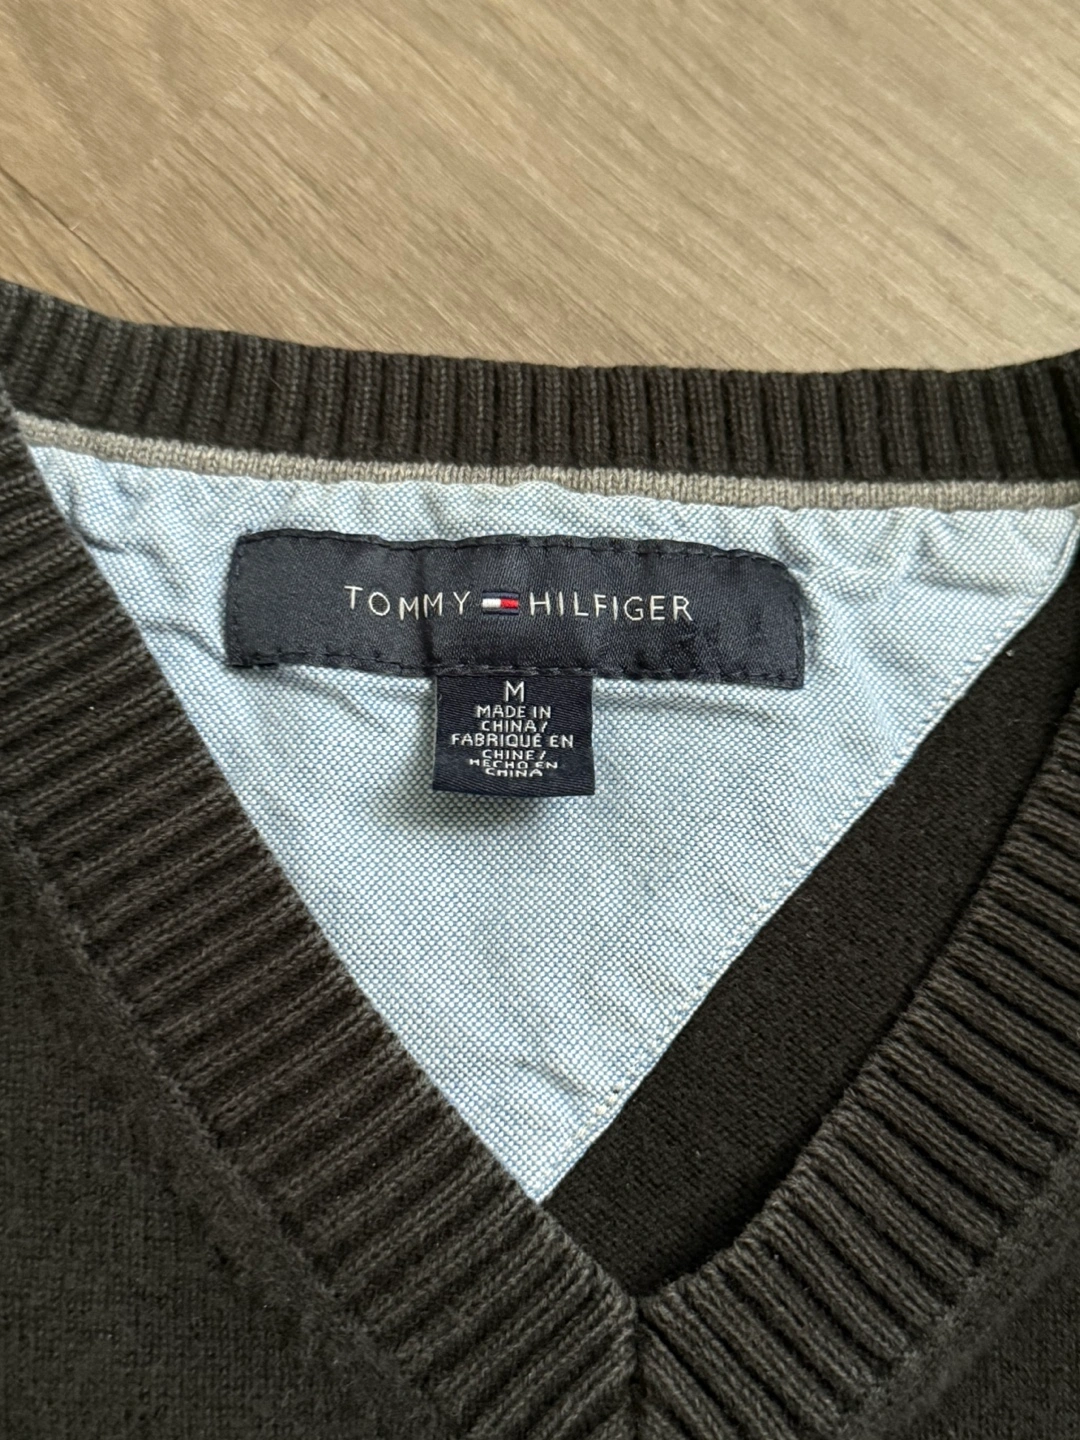 TOMMY HILFIGER
M
MADE IN
CHINA/
FABRIQUÉ EN
CHINE/
HECHO EN
CHINA